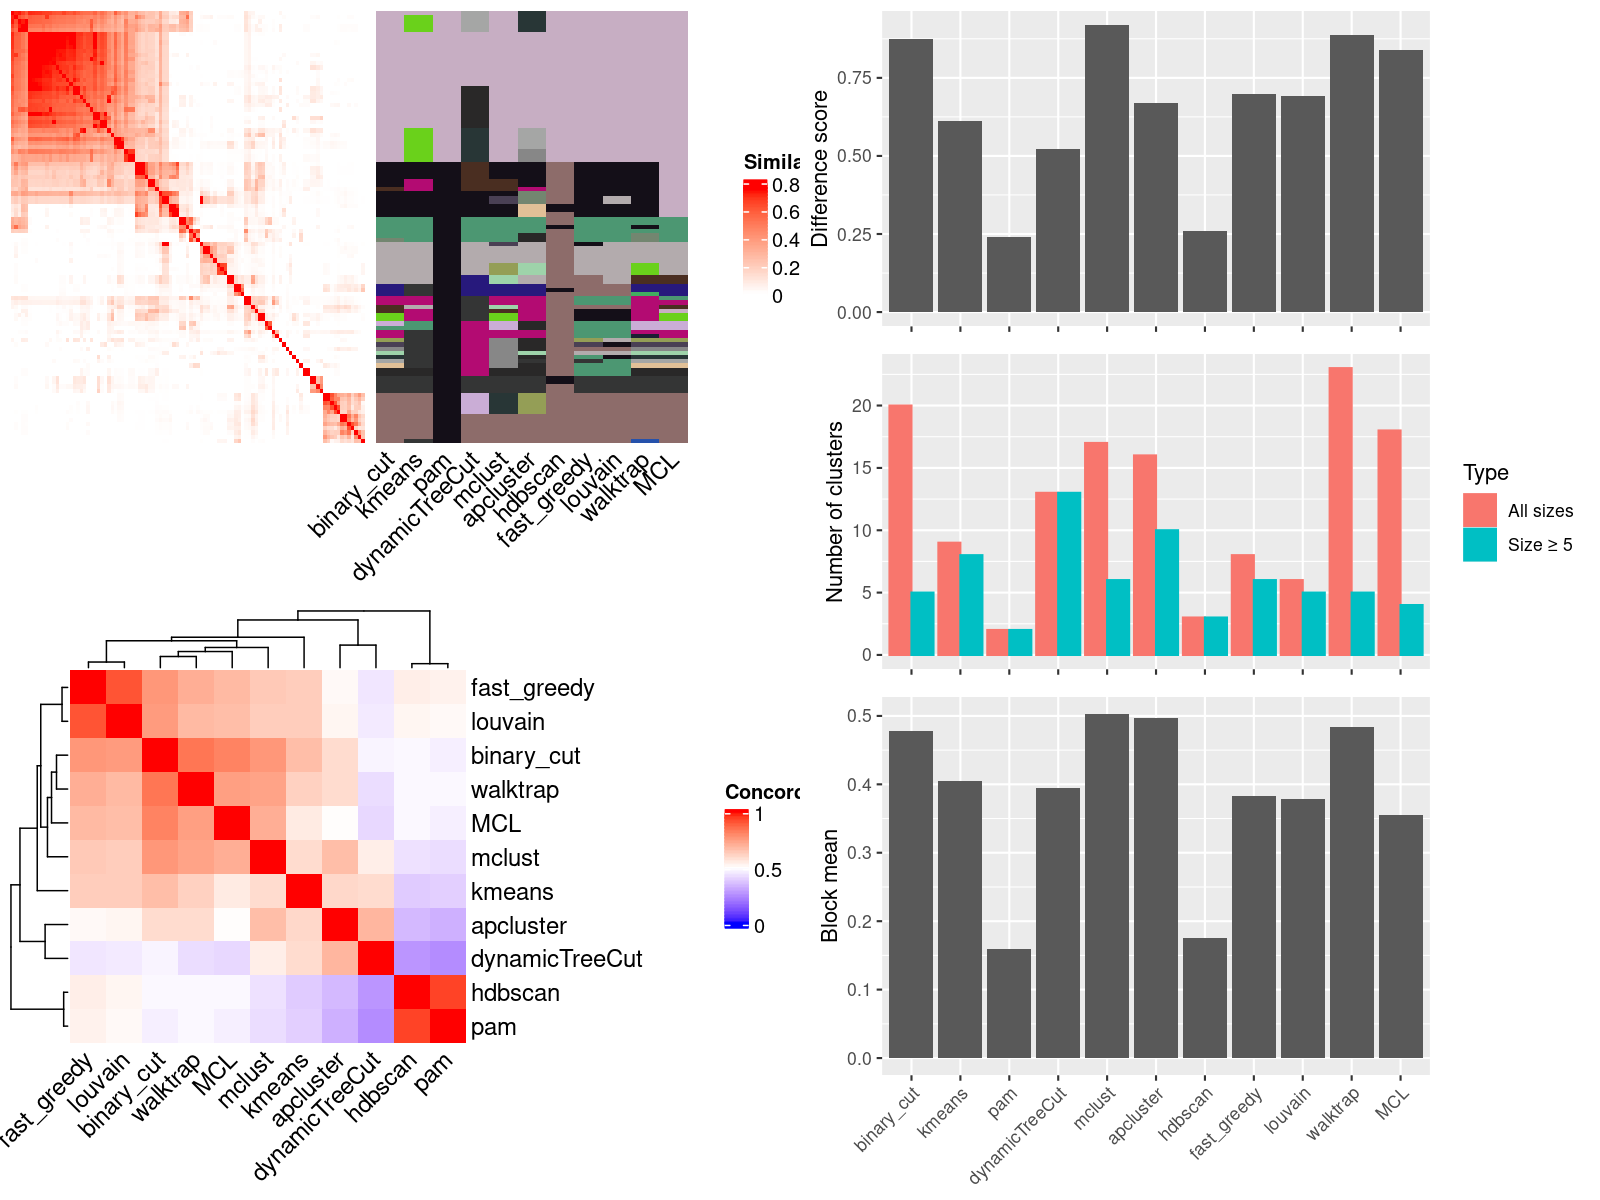 Simila
0.8
0.6
0.4
0.2
0
binary_cut
kmeans
pam
dynamicTreeCut
mclust
apcluster
hdbscan
fast_greedy
louvain
walktrap
MCL
Difference score
0.75
0.50
0.25
0.00
Number of clusters
20
15
10
5
0
Type
All sizes
Size ≥ 5
fast_greedy
louvain
binary_cut
walktrap
MCL
mclust
kmeans
apcluster
dynamicTreeCut
hdbscan
pam
fast_greedy
louvain
binary_cut
walktrap
MCL
mclust
kmeans
apcluster
dynamicTreeCut
hdbscan
pam
Concord
1
0.5
0
Block mean
0.5
0.4
0.3
0.2
0.1
0.0
binary_cut
kmeans
pam
dynamicTreeCut
mclust
apcluster
hdbscan
fast_greedy
louvain
walktrap
MCL